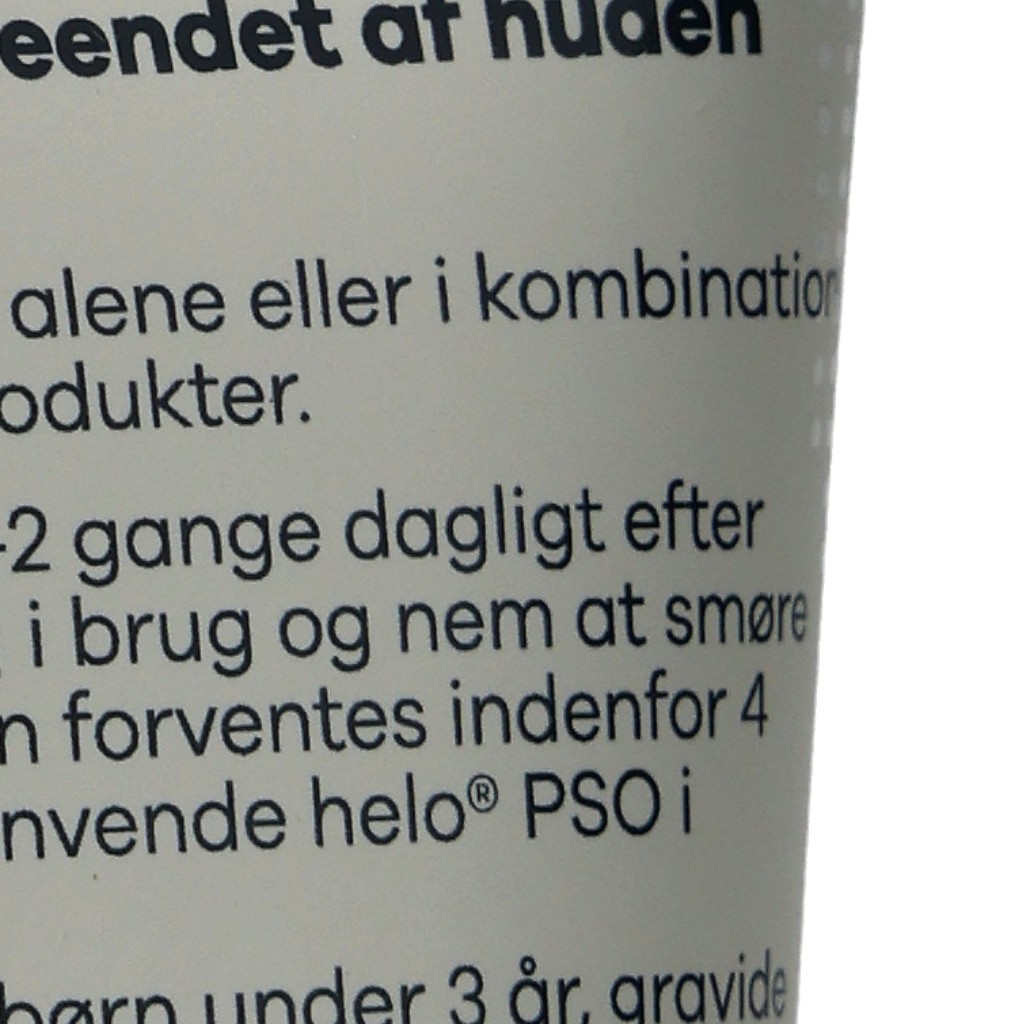 eendet af huden
alene eller i kombination
odukter.
-2 gange dagligt efter
i brug og nem at smøre
n forventes indenfor 4
nvende helo® PSO i
børn under 3 år, gravide